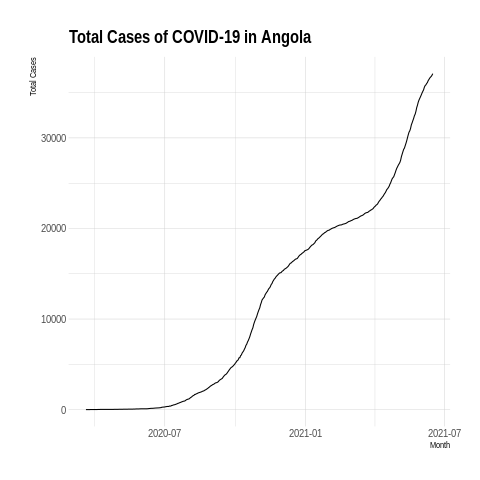 Total Cases of COVID-19 in Angola
Total Cases
30000
20000
10000
0
2020-07
2021-01
2021-07
Month